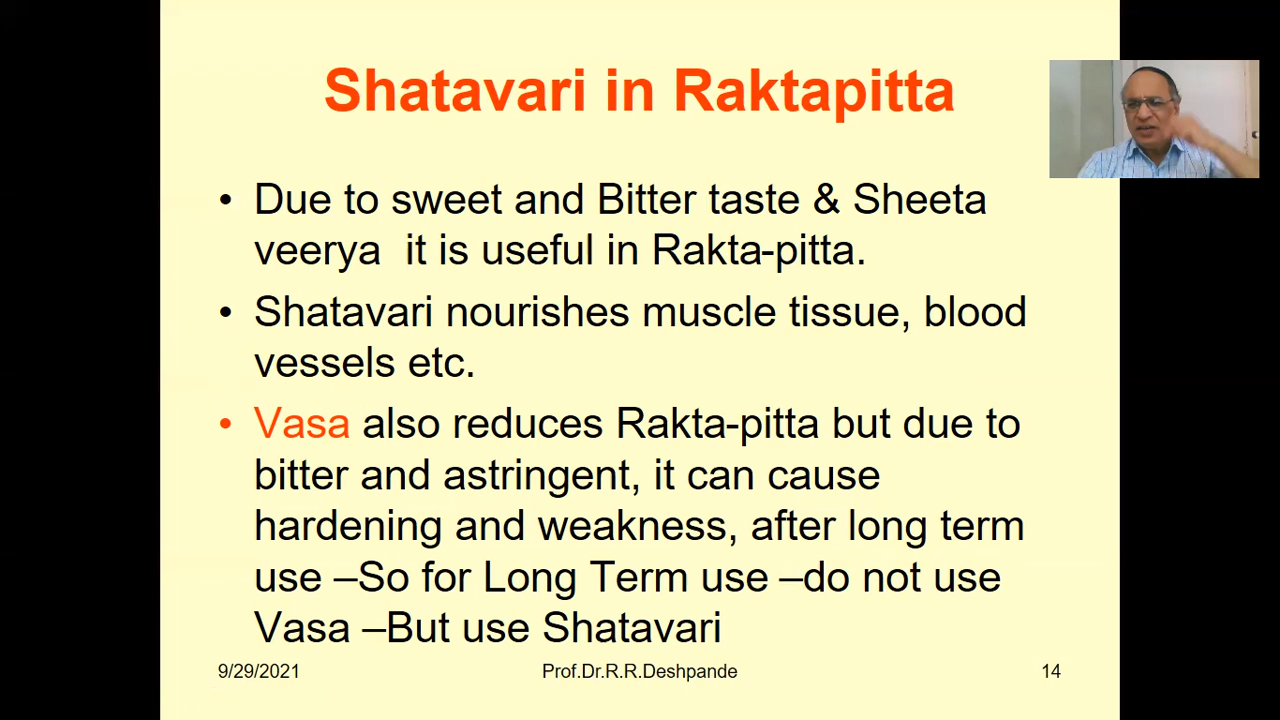 Shatavari in Raktapitta
• Due to sweet and Bitter taste & Sheeta
veerya it is useful in Rakta-pitta.
• Shatavari nourishes muscle tissue, blood
vessels etc.
• Vasa also reduces Rakta-pitta but due to
bitter and astringent, it can cause
hardening and weakness, after long term
use –So for Long Term use –do not use
Vasa –But use Shatavari
9/29/2021 Prof.Dr.R.R.Deshpande 14